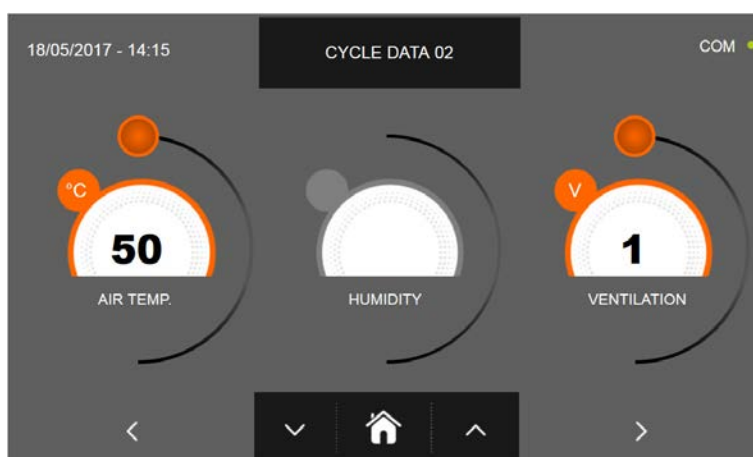 18/05/2017 - 14:15
CYCLE DATA 02
COM
°C
50
AIR TEMP.
HUMIDITY
V
1
VENTILATION